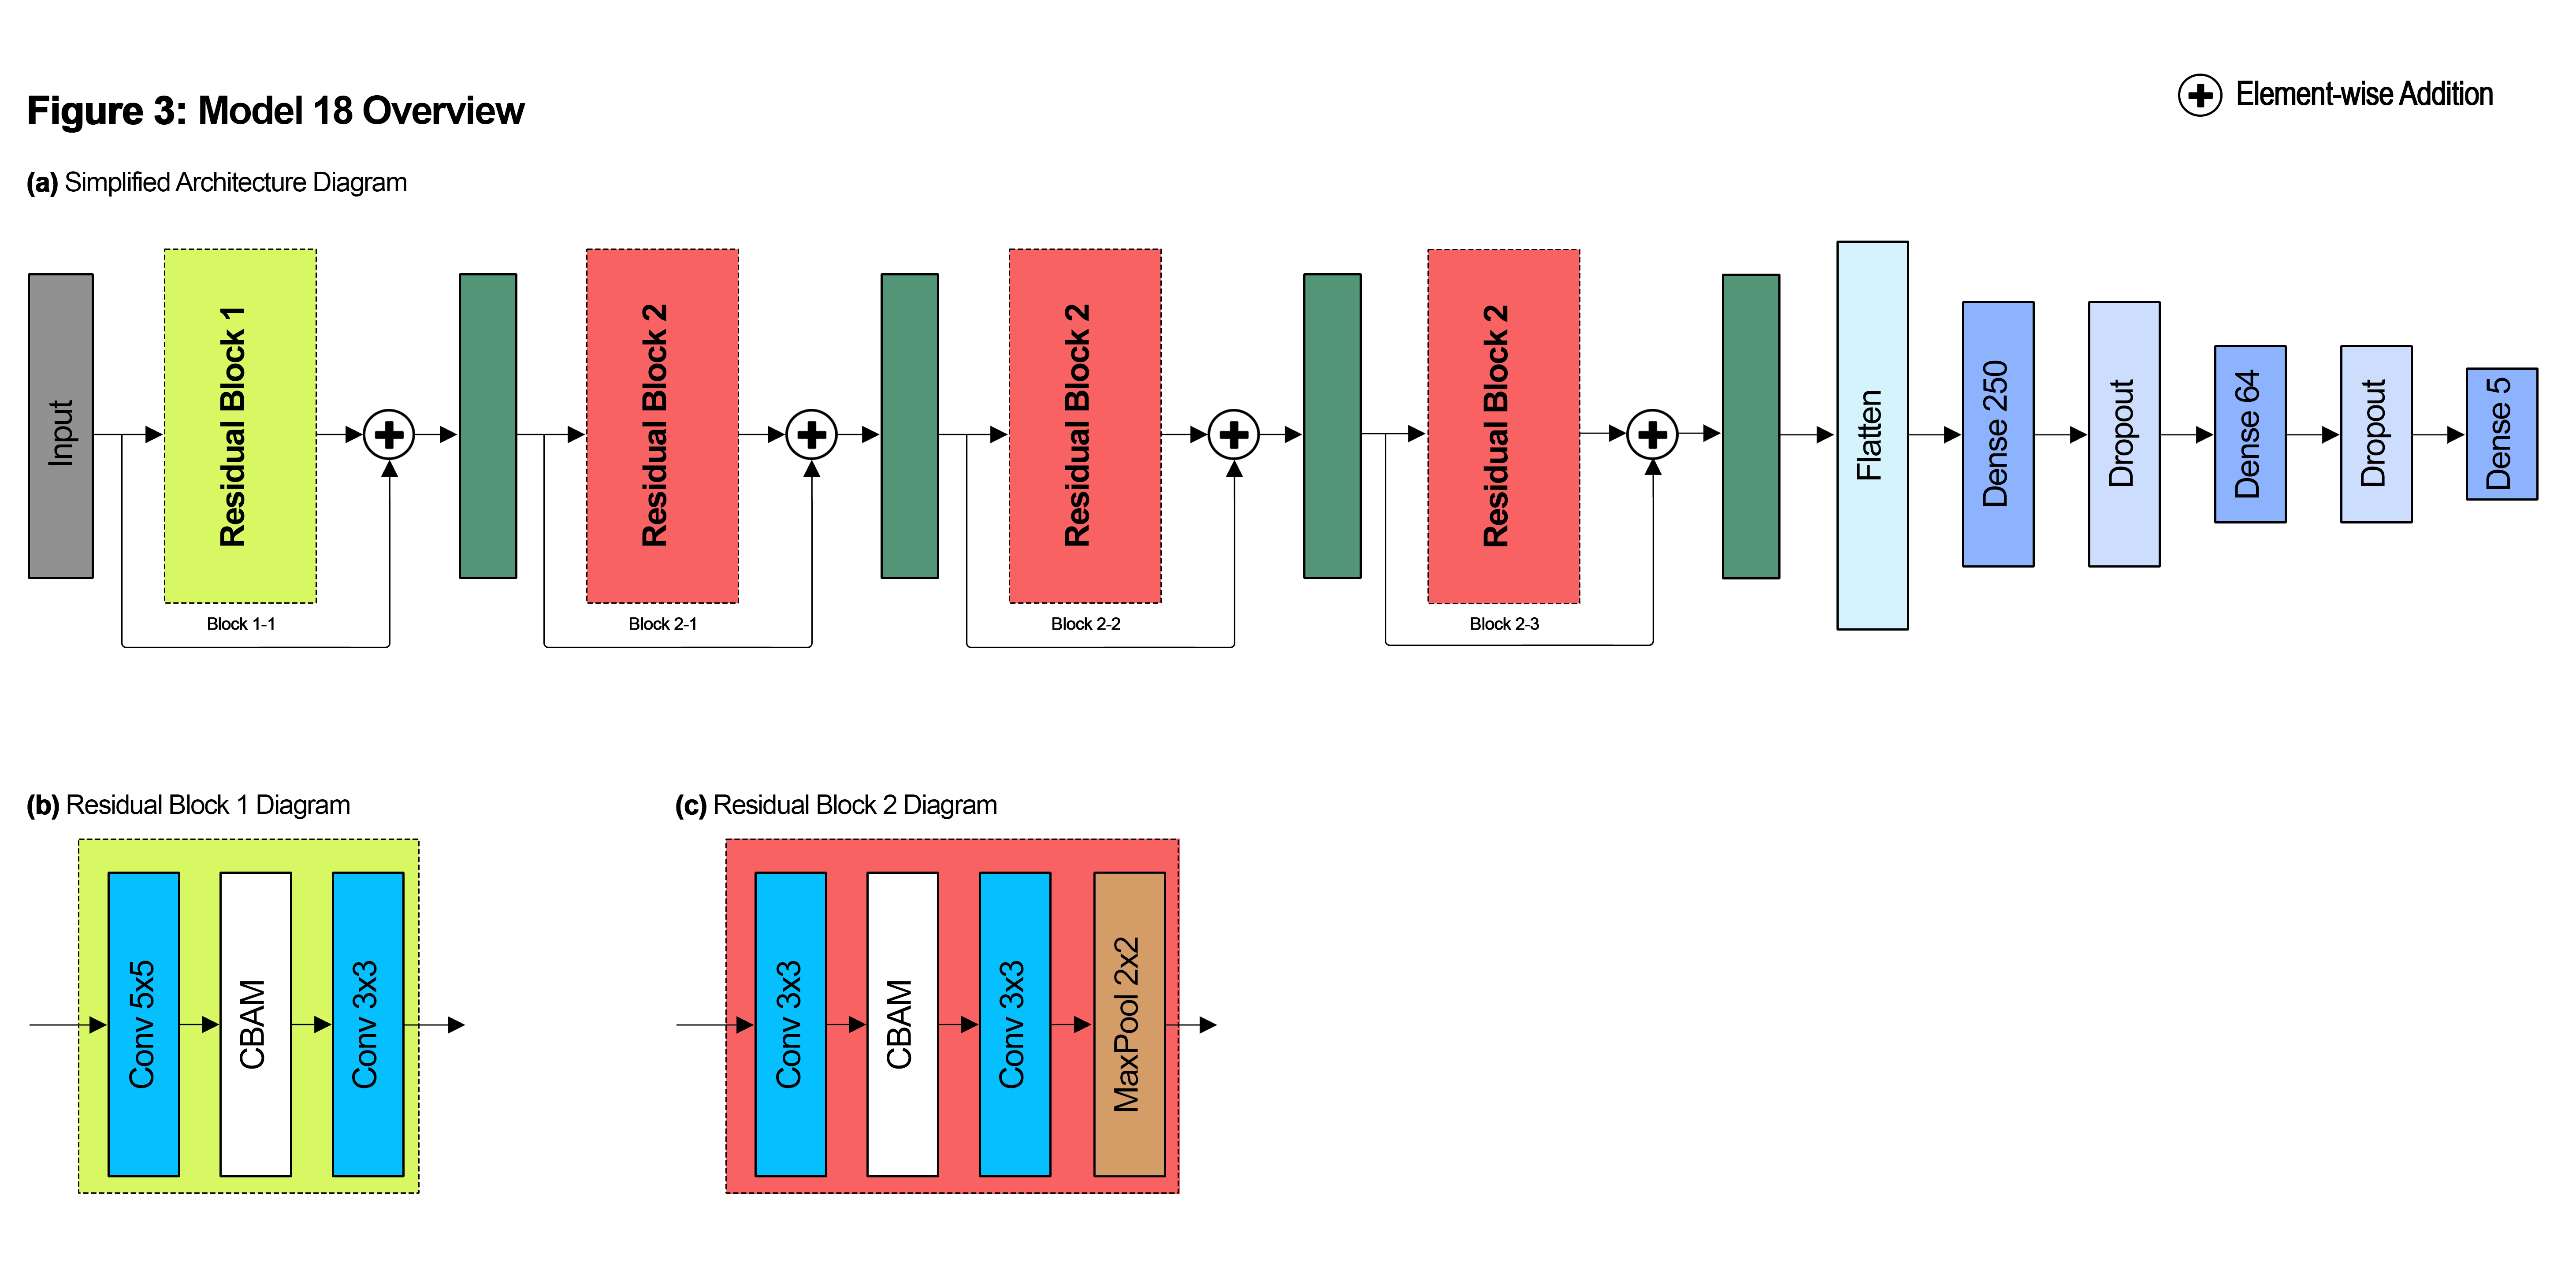 Figure 3: Model 18 Overview
Element-wise Addition
(a) Simplified Architecture Diagram
Input
Residual Block 1
Residual Block 2
Residual Block 2
Residual Block 2
Flatten
Dense 250
Dropout
Dense 64
Dropout
Dense 5
Block 1-1
Block 2-1
Block 2-2
Block 2-3
(b) Residual Block 1 Diagram
Conv 5x5
CBAM
Conv 3x3
(c) Residual Block 2 Diagram
Conv 3x3
CBAM
Conv 3x3
MaxPool 2x2